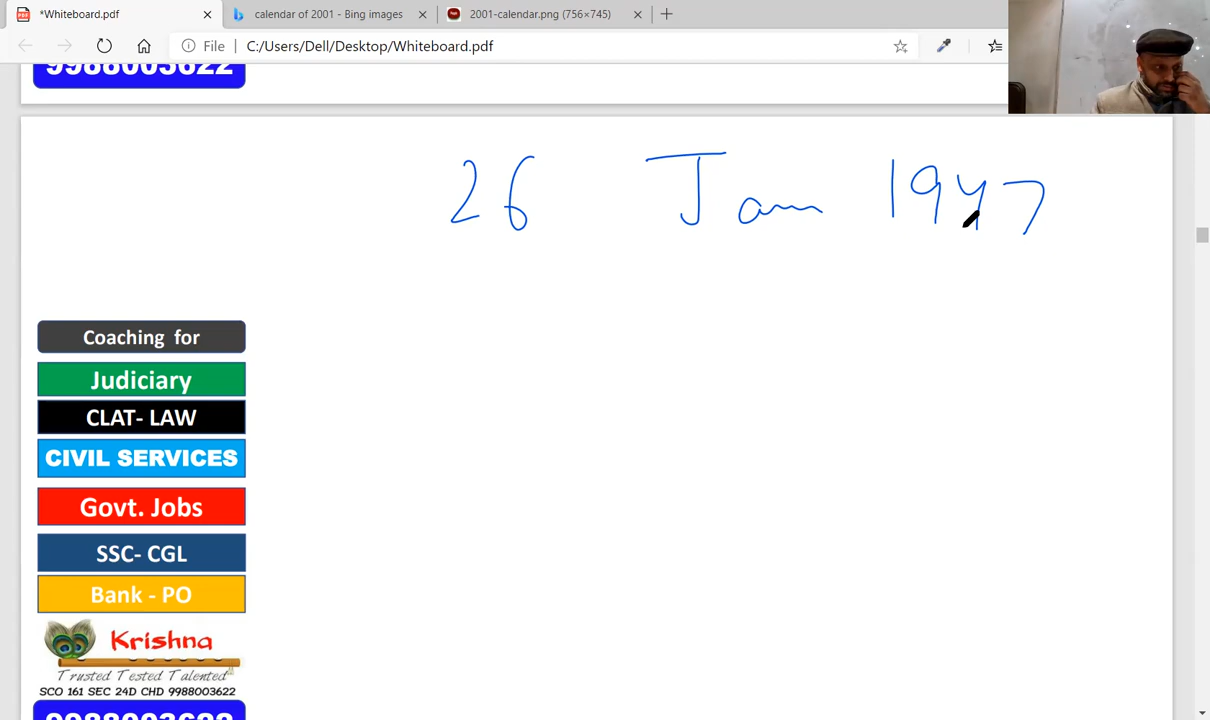 *Whiteboard.pdf
calendar of 2001 - Bing images
2001-calendar.png (756×745)
File C:/Users/Dell/Desktop/Whiteboard.pdf
9988003622
26 Jan 1947
Coaching for
Judiciary
CLAT- LAW
CIVIL SERVICES
Govt. Jobs
SSC- CGL
Bank - PO
Krishna
Trusted Tested Talented
SCO 161 SEC 24D CHD 9988003622
9988003622